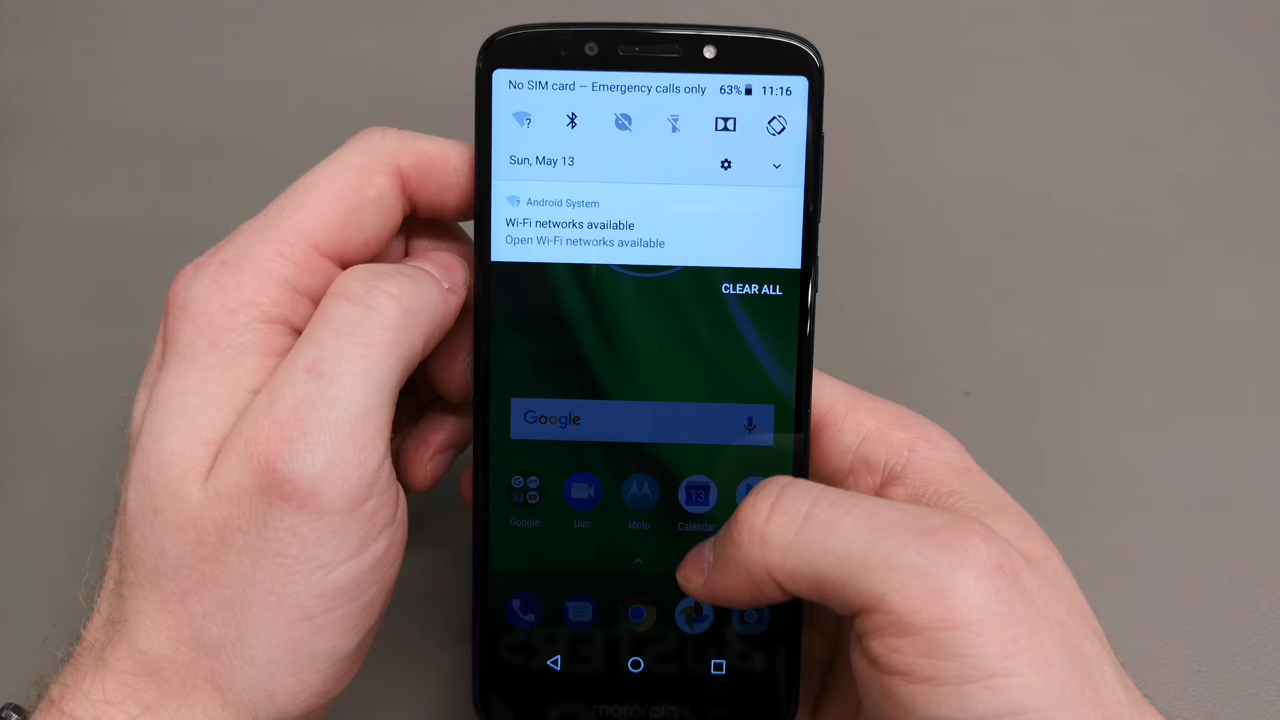 No SIM card — Emergency calls only 63% 11:16
?
Sun, May 13
? Android System
Wi-Fi networks available
Open Wi-Fi networks available
CLEAR ALL
Google
13
Google Duo Moto Calendar
motorola